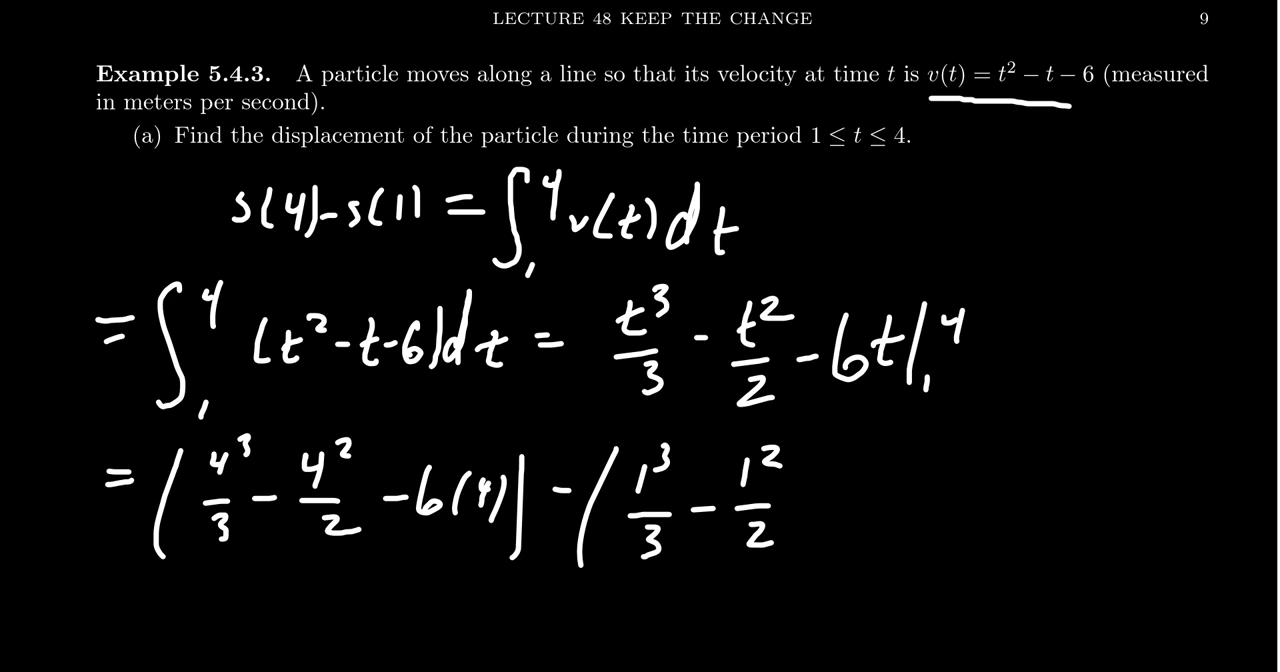 LECTURE 48 KEEP THE CHANGE 9
Example 5.4.3. A particle moves along a line so that its velocity at time t is v(t) = t² − t − 6 (measured
in meters per second).
(a) Find the displacement of the particle during the time period 1 ≤ t ≤ 4.
s(4) - s(1) = ∫₁⁴ v(t) dt
= ∫₁⁴ (t² - t - 6) dt = t³/3 - t²/2 - 6t |₁⁴
= (4³/3 - 4²/2 - 6(4)) - (1³/3 - 1²/2